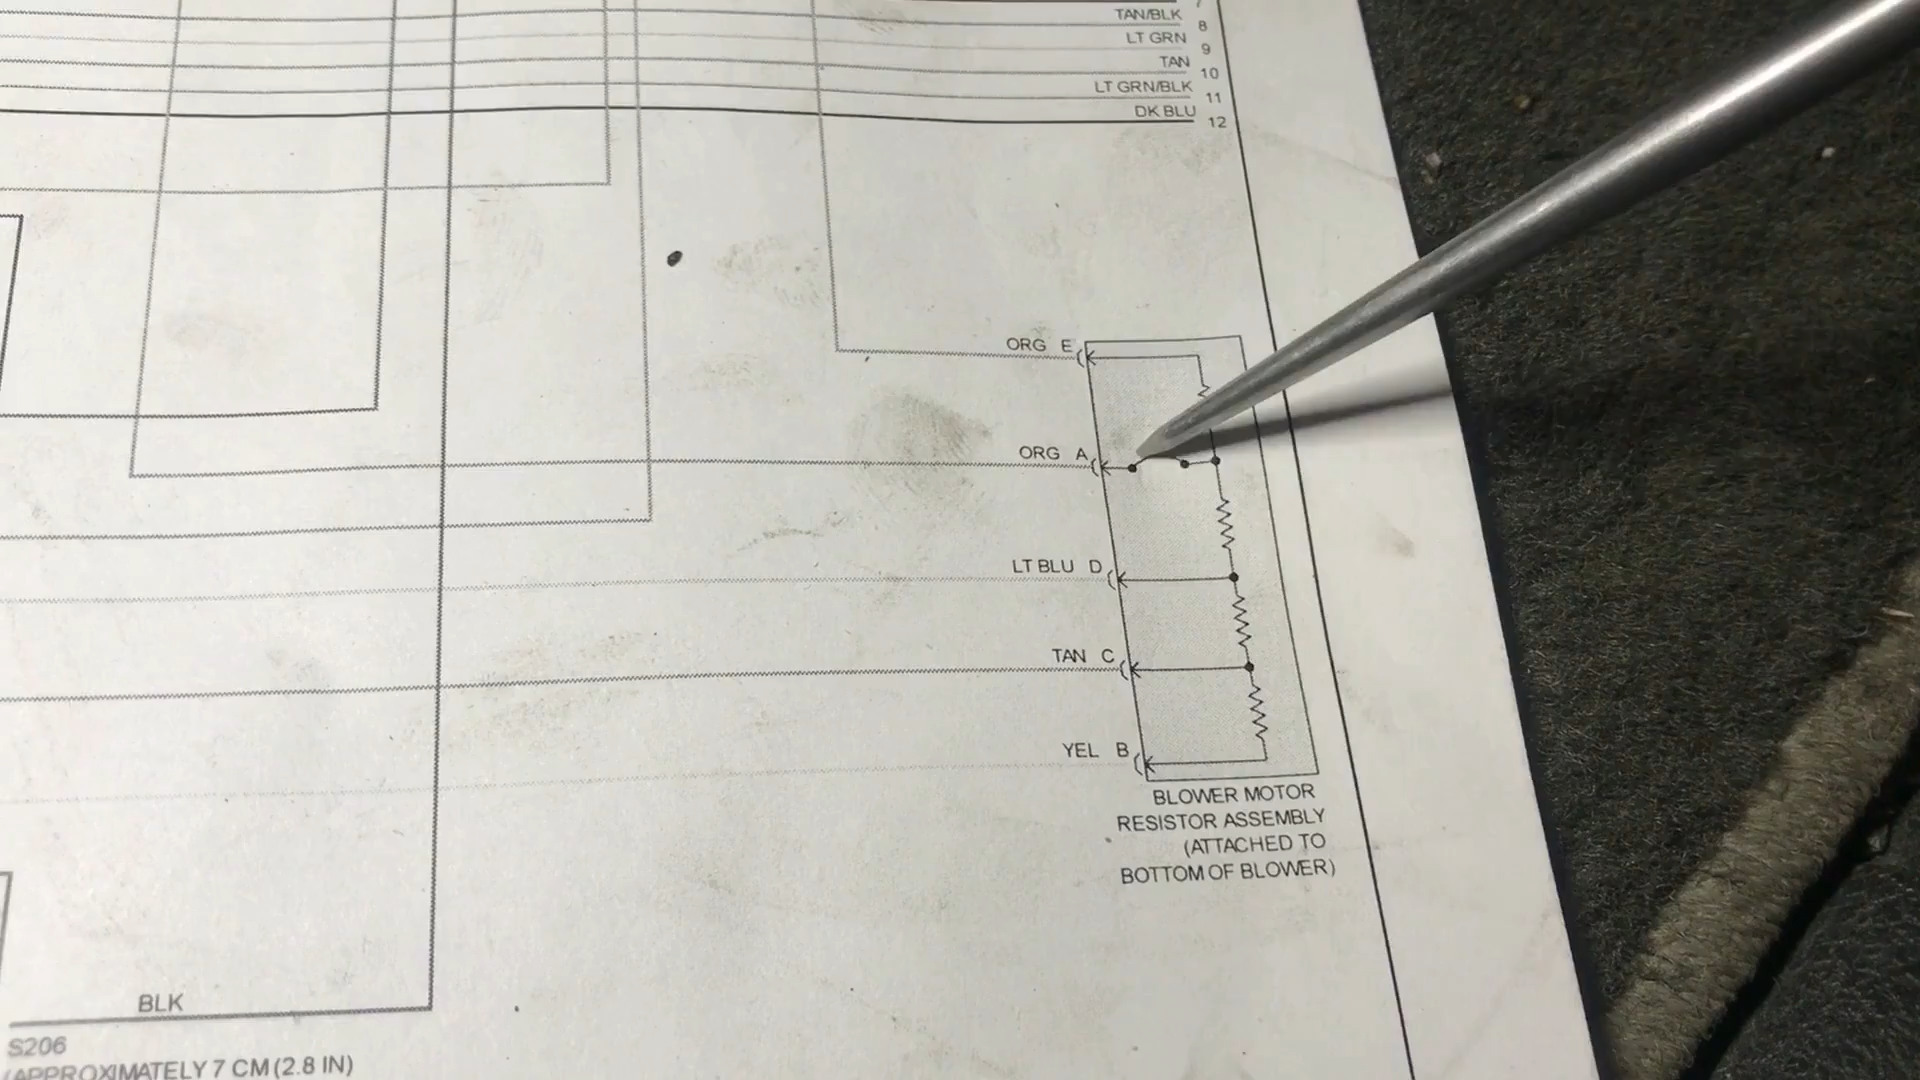 TAN/BLK 8
LT GRN 9
TAN 10
LT GRN/BLK 11
DK BLU 12
ORG E
ORG A
LT BLU D
TAN C
YEL B
BLOWER MOTOR
RESISTOR ASSEMBLY
(ATTACHED TO
BOTTOM OF BLOWER)
BLK
S206
(APPROXIMATELY 7 CM (2.8 IN)